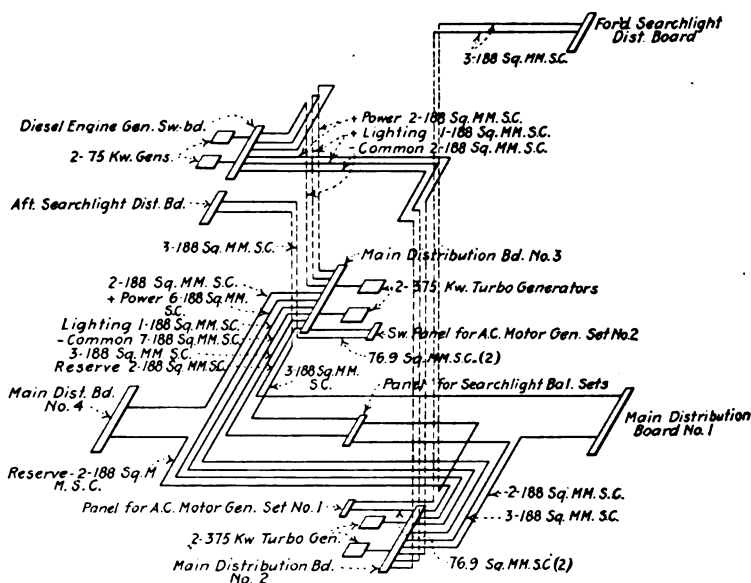 Ford. Searchlight
Dist. Board
3-188 Sq. MM. S.C.
Diesel Engine Gen. Sw. bd.
2-75 Kw. Gens.
+ Power 2-188 Sq. MM. S.C.
+ Lighting 1-188 Sq. MM. S.C.
- Common 2-188 Sq. MM. S.C.
Aft. Searchlight Dist. Bd.
3-188 Sq. MM. S.C.
Main Distribution Bd. No. 3
2-188 Sq. MM. S.C.
+ Power 6-188 Sq. MM.
S.C.
2-375 Kw. Turbo Generators
Lighting 1-188 Sq. MM. S.C.
- Common 7-188 Sq. MM. S.C.
3-188 Sq. MM. S.C.
Reserve 2-188 Sq. MM. S.C.
Sw. Panel for A.C. Motor Gen. Set No. 2
76.9 Sq. MM. S.C. (2)
3-188 Sq. MM.
S.C.
Panel for Searchlight Bal. Sets
Main Dist. Bd.
No. 4
Main Distribution
Board No. 1
Reserve-2-188 Sq. M
M. S. C.
2-188 Sq. MM. S.C.
3-188 Sq. MM. S.C.
Panel for A.C. Motor Gen. Set No. 1
2-375 Kw Turbo Gen.
76.9 Sq. MM. S.C (2)
Main Distribution Bd.
No. 2